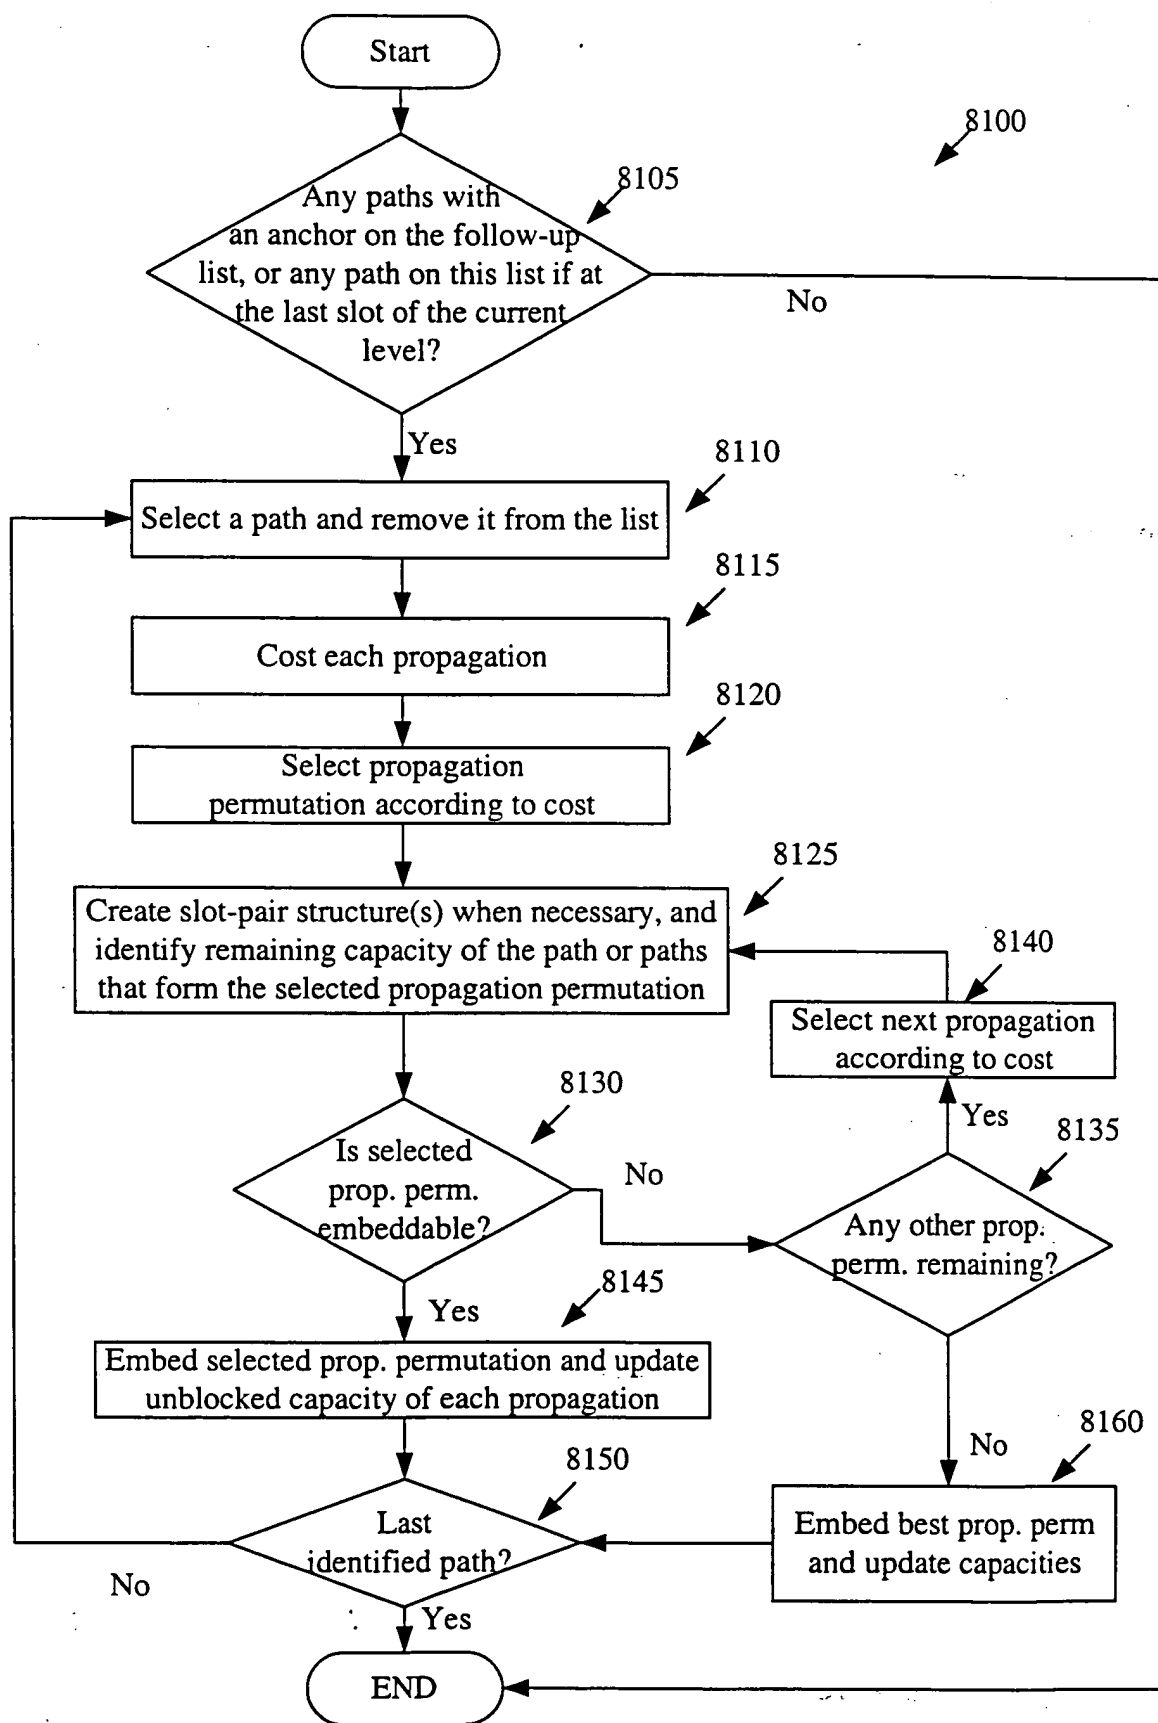 Start
8100
8105
Any paths with
an anchor on the follow-up
list, or any path on this list if at
the last slot of the current
level?
No
Yes
8110
Select a path and remove it from the list
8115
Cost each propagation
8120
Select propagation
permutation according to cost
8125
Create slot-pair structure(s) when necessary, and
identify remaining capacity of the path or paths
that form the selected propagation permutation
8140
Select next propagation
according to cost
8130
Is selected
prop. perm.
embeddable?
No
Yes
8135
Any other prop.
perm. remaining?
Yes
8145
Embed selected prop. permutation and update
unblocked capacity of each propagation
No
8160
Embed best prop. perm
and update capacities
8150
Last
identified path?
No
Yes
END